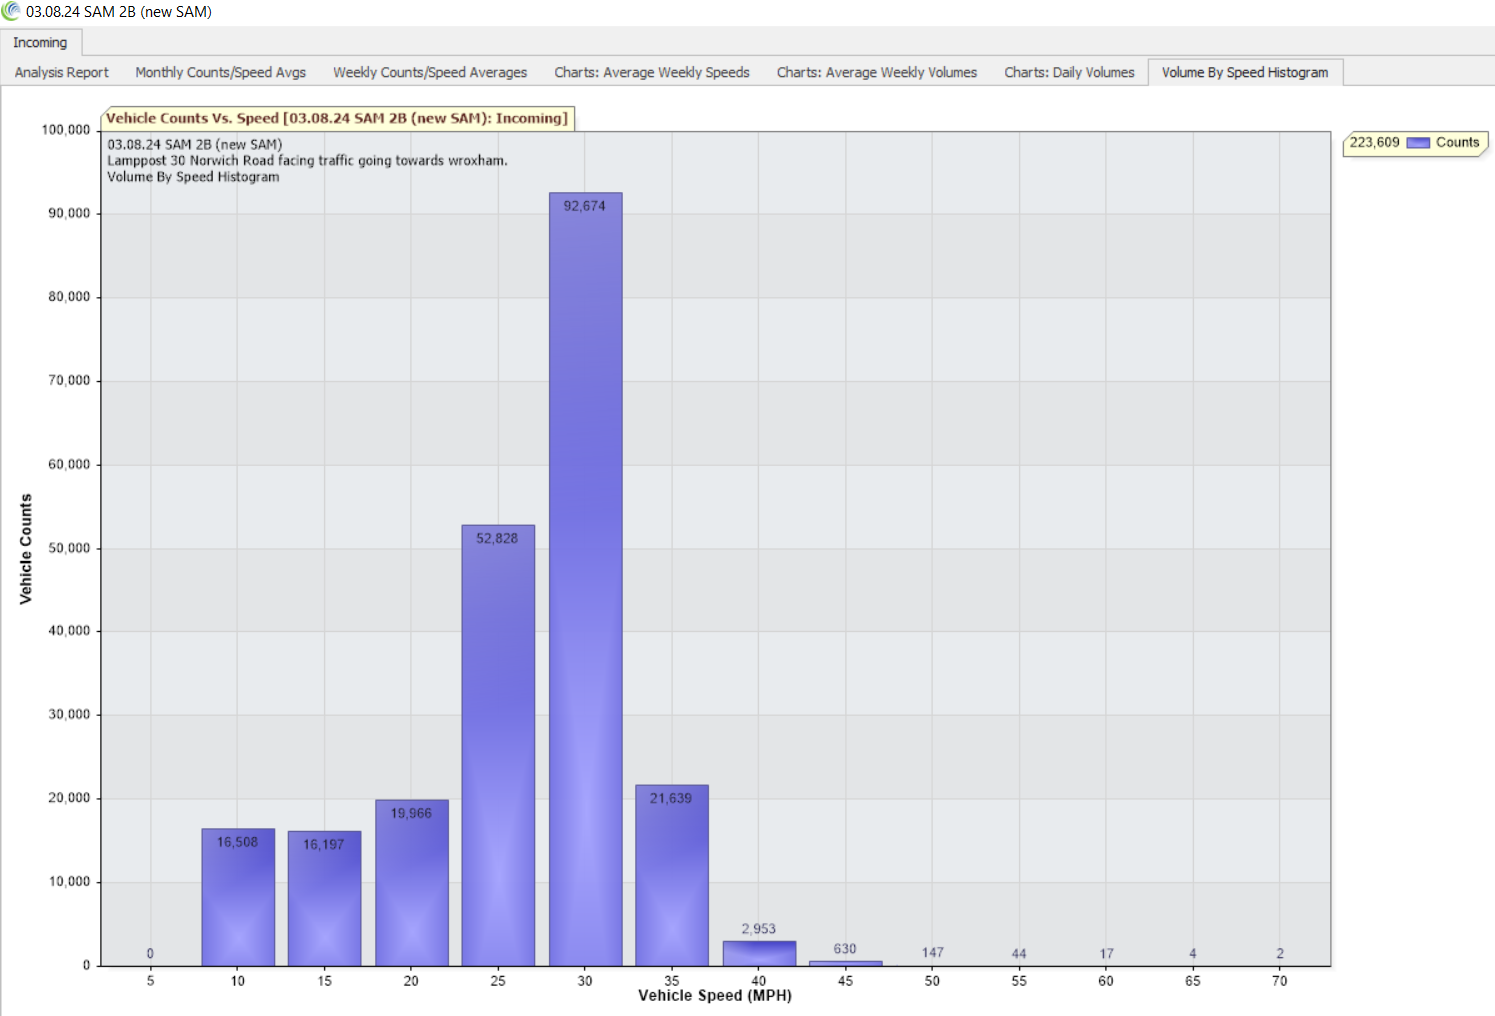 03.08.24 SAM 2B (new SAM)
Incoming
Analysis Report Monthly Counts/Speed Avgs Weekly Counts/Speed Averages Charts: Average Weekly Speeds Charts: Average Weekly Volumes Charts: Daily Volumes Volume By Speed Histogram
Vehicle Counts Vs. Speed [03.08.24 SAM 2B (new SAM): Incoming]
03.08.24 SAM 2B (new SAM)
Lamppost 30 Norwich Road facing traffic going towards wroxham.
Volume By Speed Histogram
223,609 Counts
100,000
90,000
80,000
70,000
60,000
50,000
40,000
30,000
20,000
10,000
0
Vehicle Counts
0 16,508 16,197 19,966 52,828 92,674 21,639 2,953 630 147 44 17 4 2
5 10 15 20 25 30 35 40 45 50 55 60 65 70
Vehicle Speed (MPH)